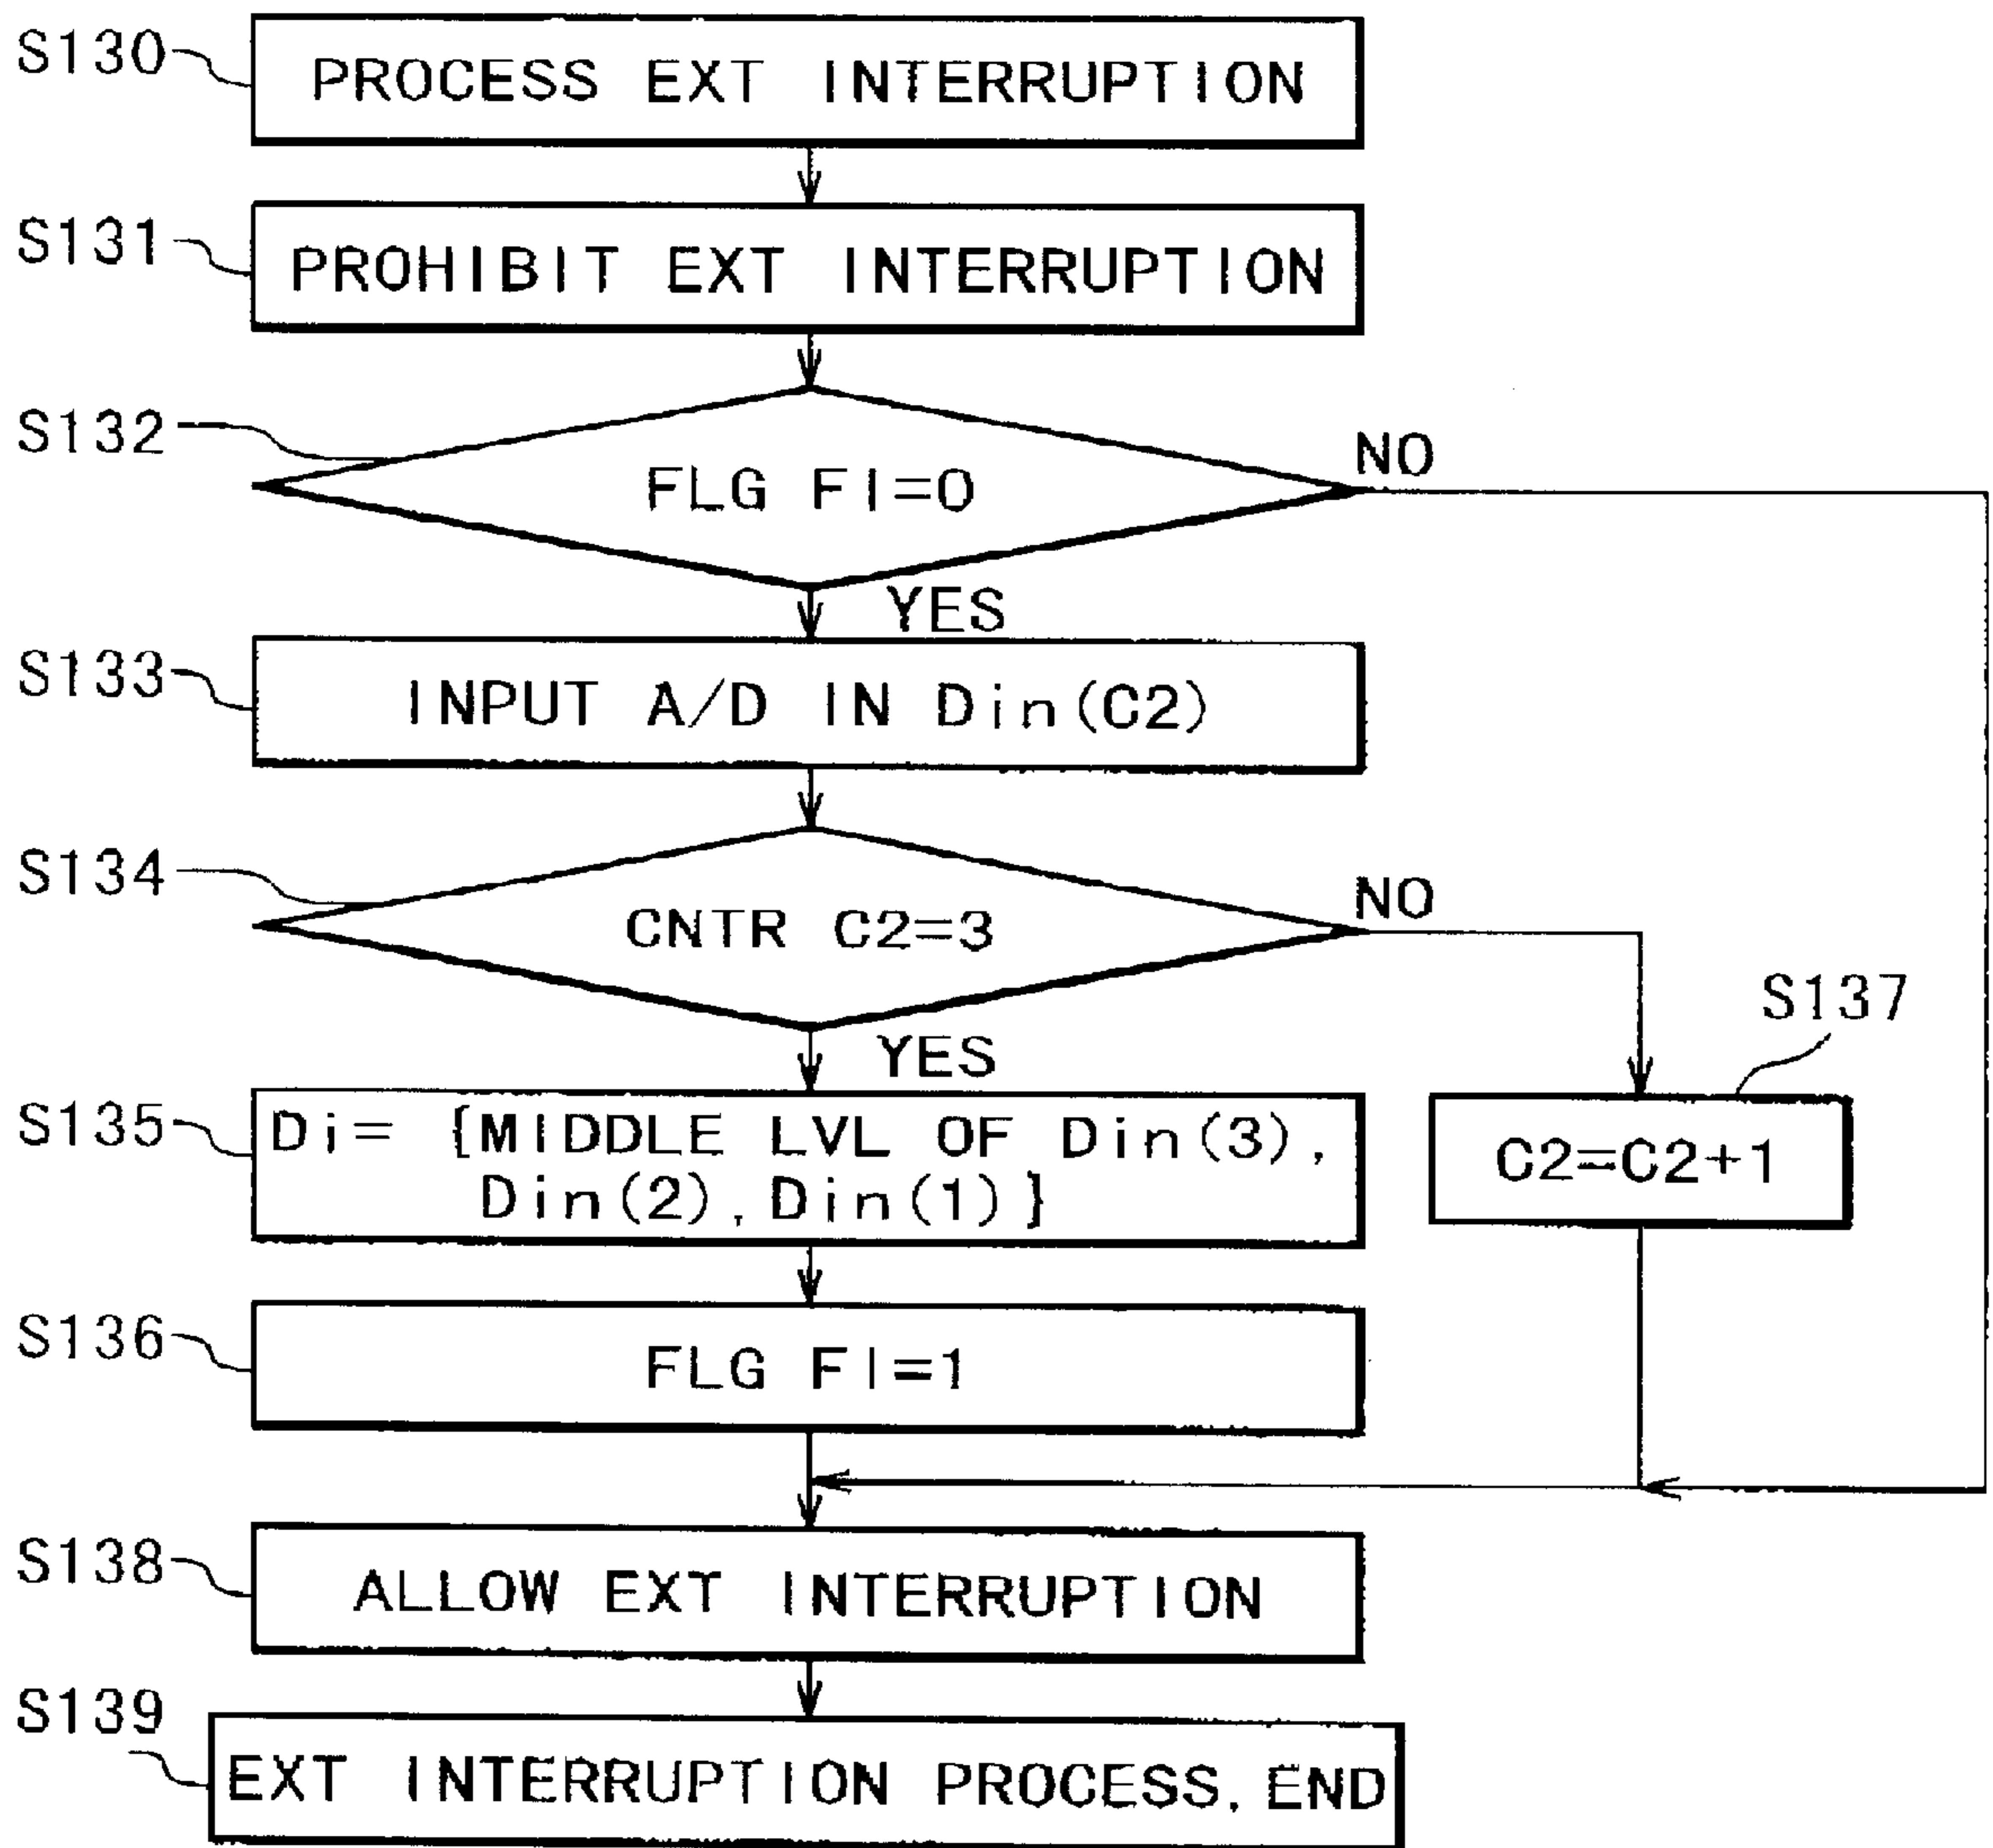 S130
PROCESS EXT INTERRUPTION
S131
PROHIBIT EXT INTERRUPTION
S132
FLG FI=0
NO
YES
S133
INPUT A/D IN Din(C2)
S134
CNTR C2=3
NO
YES
S137
C2=C2+1
S135
Di= {MIDDLE LVL OF Din(3),
Din(2),Din(1)}
S136
FLG FI=1
S138
ALLOW EXT INTERRUPTION
S139
EXT INTERRUPTION PROCESS, END